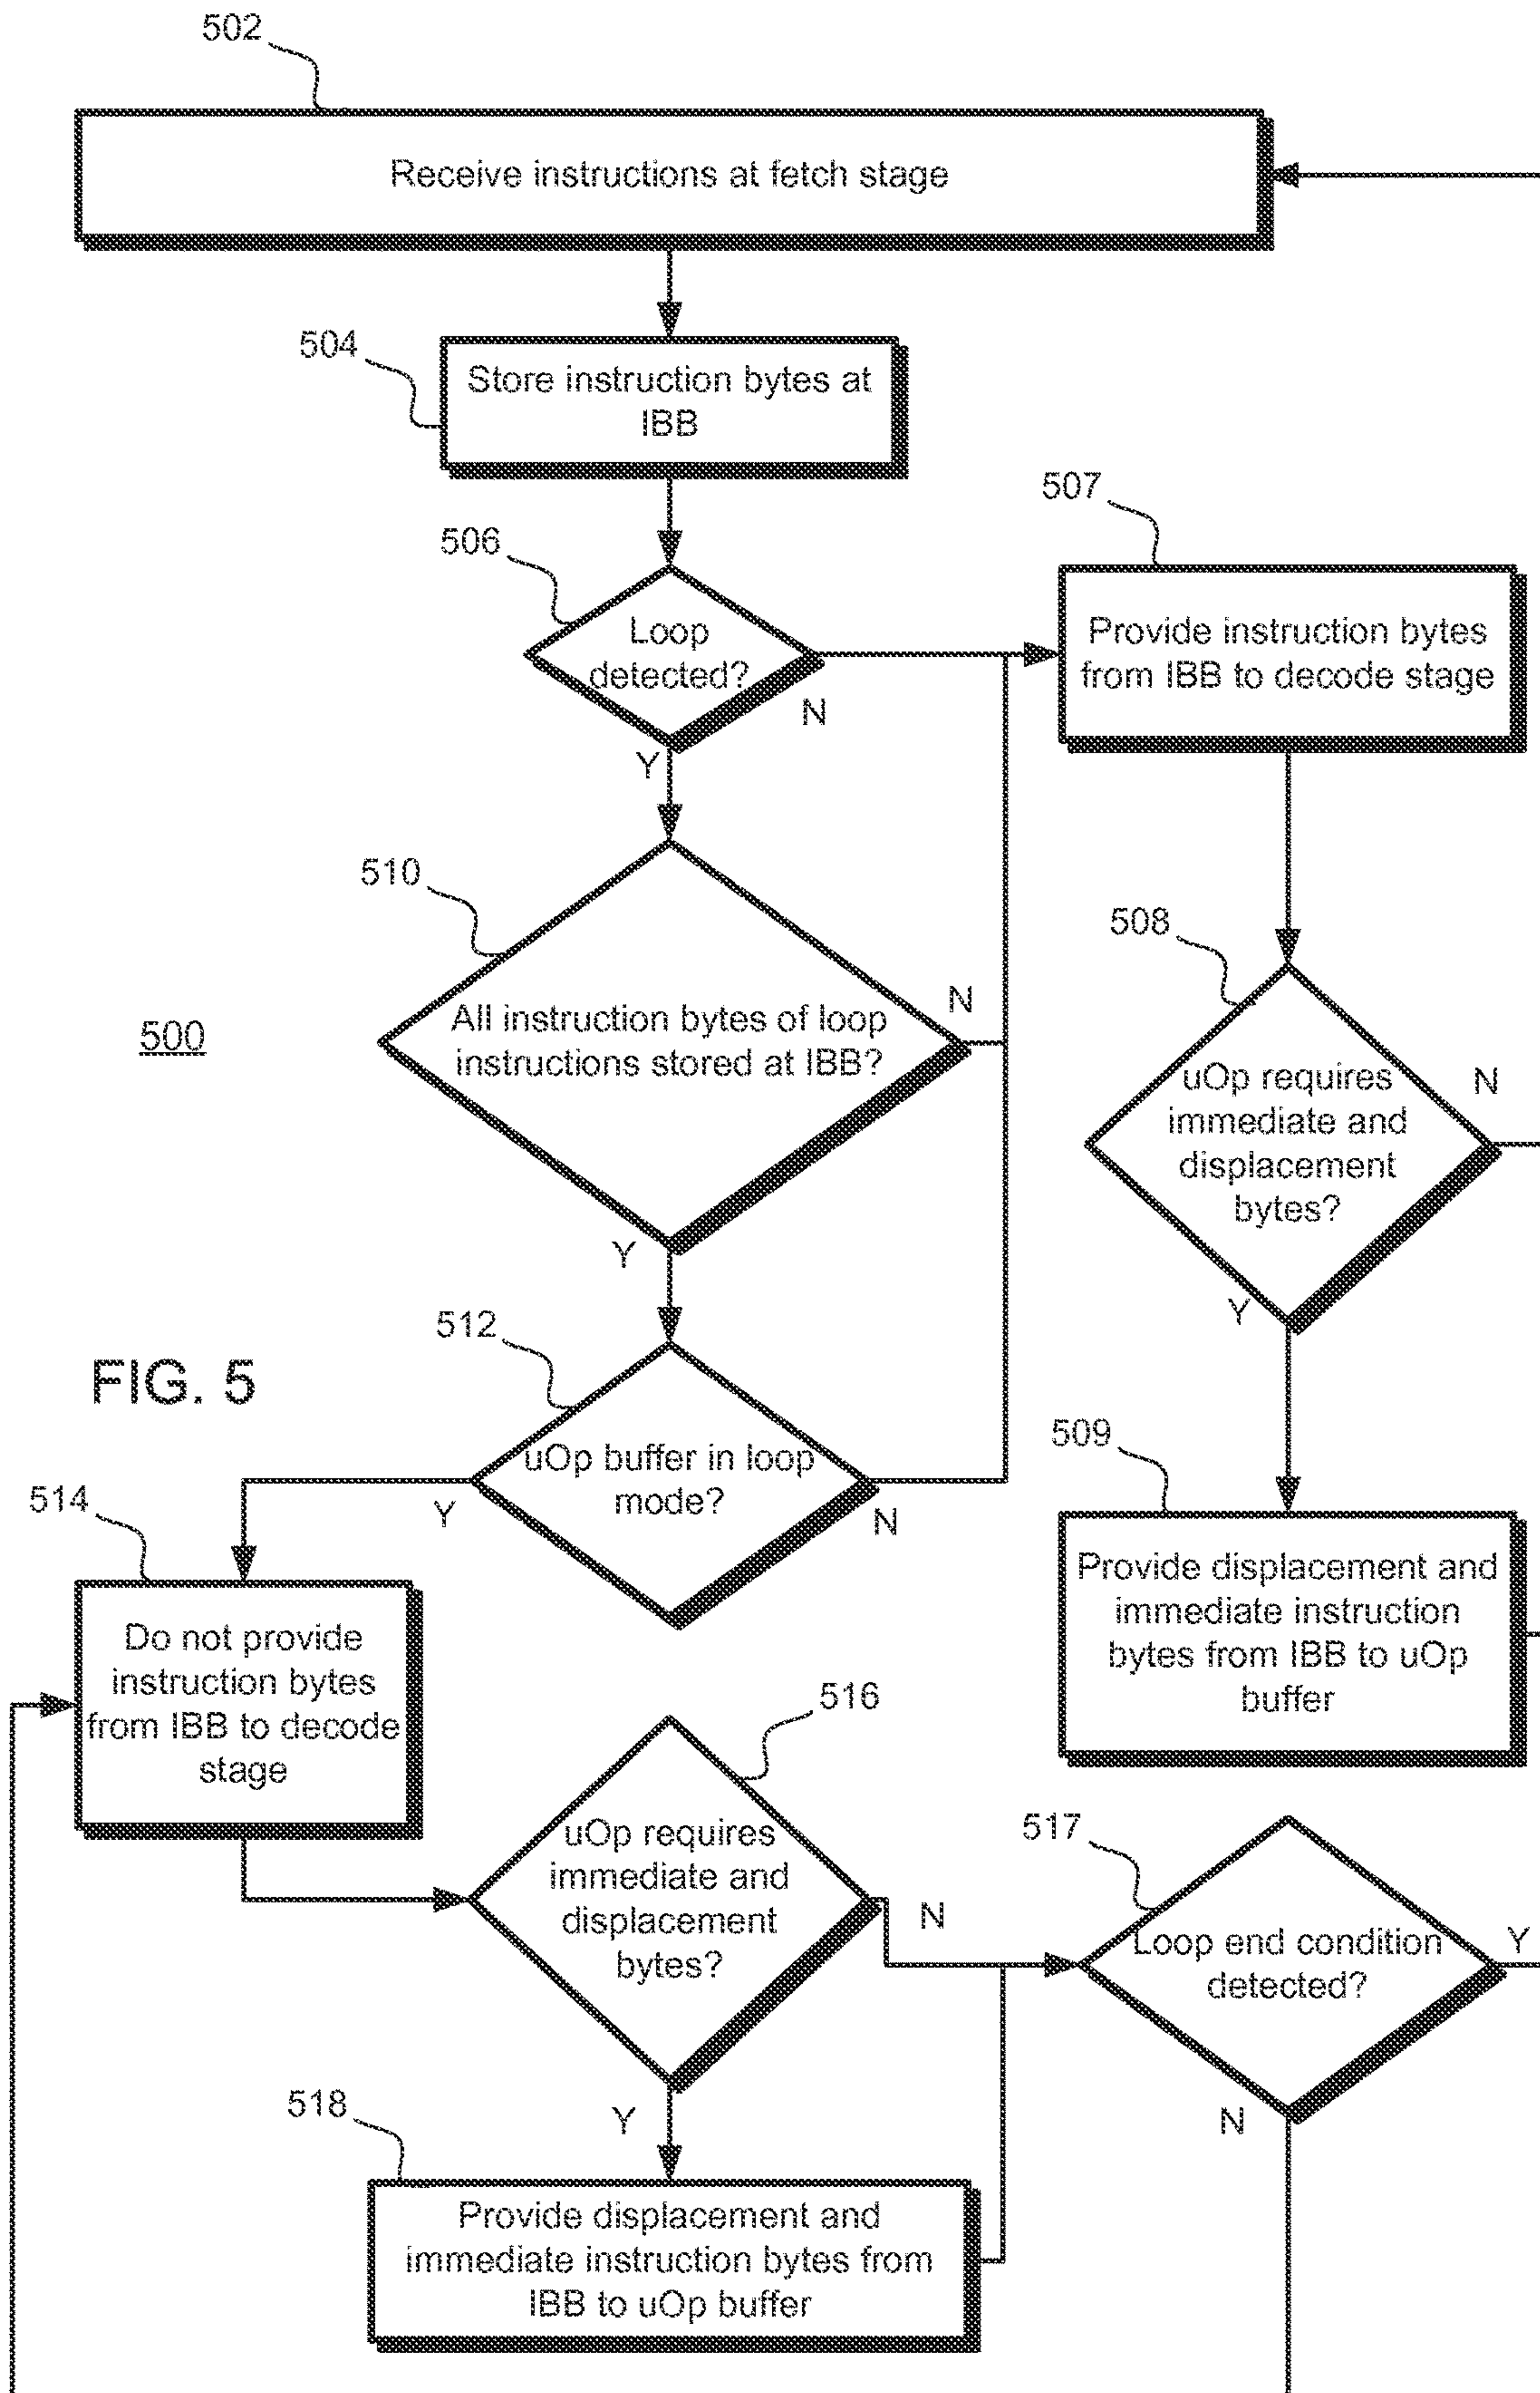 502
Receive instructions at fetch stage
504
Store instruction bytes at
IBB
506
Loop
detected?
N
Y
507
Provide instruction bytes
from IBB to decode stage
510
All instruction bytes of loop
instructions stored at IBB?
N
Y
508
uOp requires
immediate and
displacement
bytes?
N
Y
500
512
uOp buffer in loop
mode?
Y
N
FIG. 5
509
Provide displacement and
immediate instruction
bytes from IBB to uOp
buffer
514
Do not provide
instruction bytes
from IBB to decode
stage
516
uOp requires
immediate and
displacement
bytes?
N
Y
517
Loop end condition
detected?
Y
N
518
Provide displacement and
immediate instruction bytes from
IBB to uOp buffer